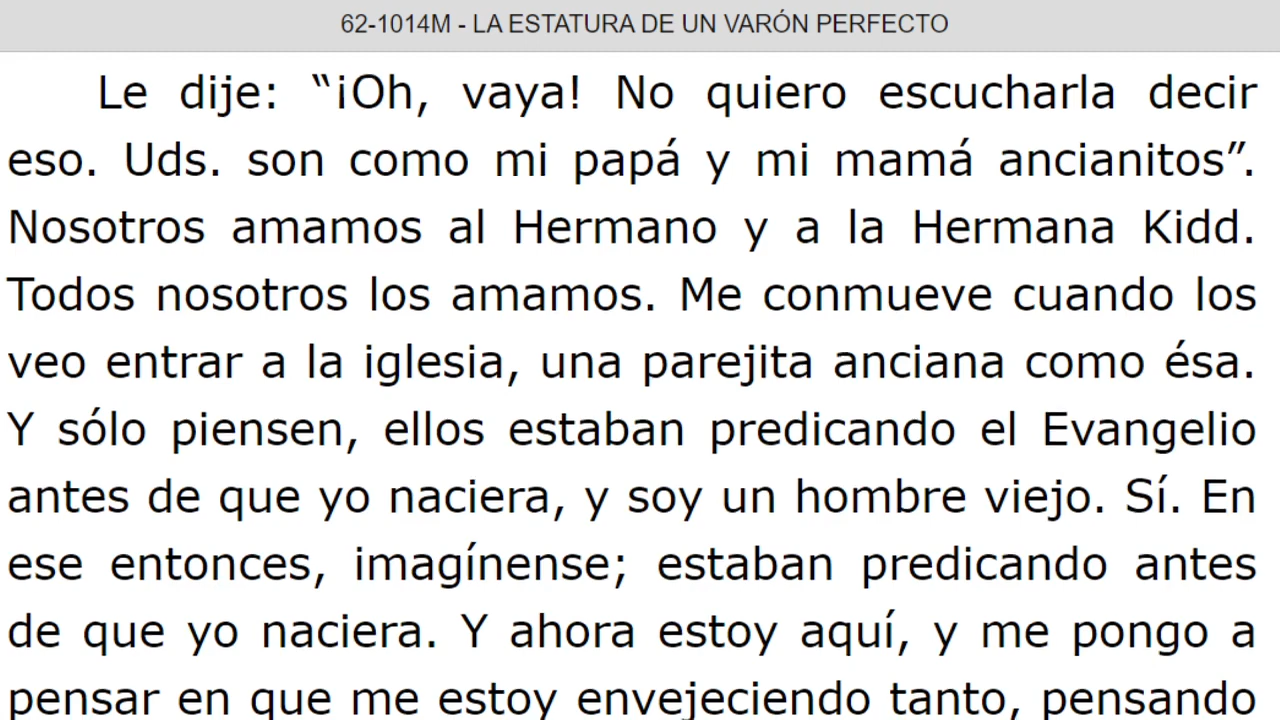 62-1014M - LA ESTATURA DE UN VARÓN PERFECTO
Le dije: “¡Oh, vaya! No quiero escucharla decir
eso. Uds. son como mi papá y mi mamá ancianitos”.
Nosotros amamos al Hermano y a la Hermana Kidd.
Todos nosotros los amamos. Me conmueve cuando los
veo entrar a la iglesia, una parejita anciana como ésa.
Y sólo piensen, ellos estaban predicando el Evangelio
antes de que yo naciera, y soy un hombre viejo. Sí. En
ese entonces, imagínense; estaban predicando antes
de que yo naciera. Y ahora estoy aquí, y me pongo a
pensar en que me estoy envejeciendo tanto, pensando